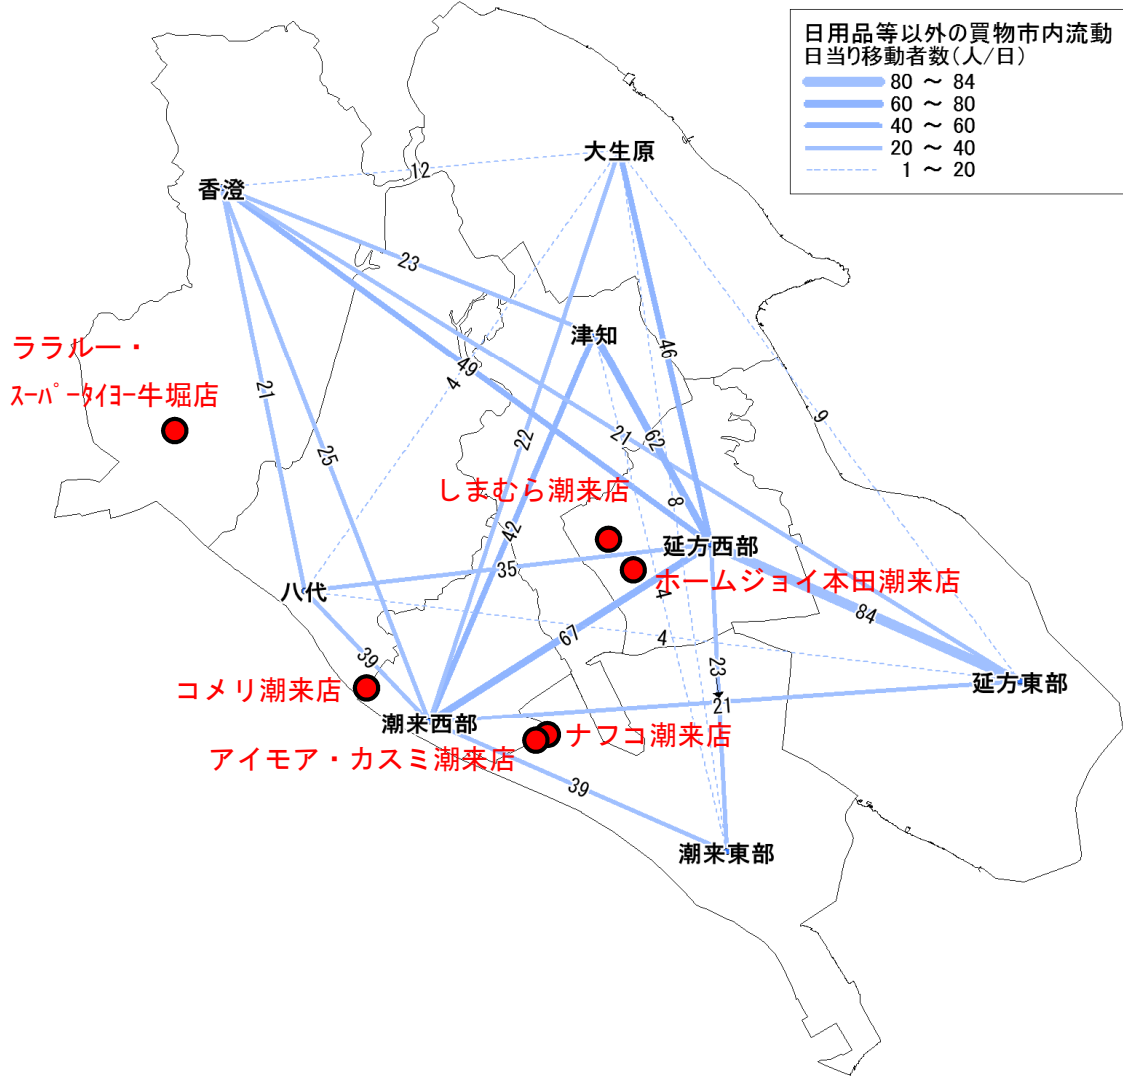 日用品等以外の買物市内流動
日当り移動者数(人/日)
80 ～ 84
60 ～ 80
40 ～ 60
20 ～ 40
1 ～ 20
大生原
12
香澄
23
津知
ララルー・
49
46
4
ｽｰﾊﾟｰﾀｲﾖｰ牛堀店
21
9
22
21
62
25
しまむら潮来店
8
42
延方西部
35
ホームジョイ本田潮来店
八代
4
84
67
4
39
23
延方東部
コメリ潮来店
21
潮来西部
ナフコ潮来店
アイモア・カスミ潮来店
39
潮来東部